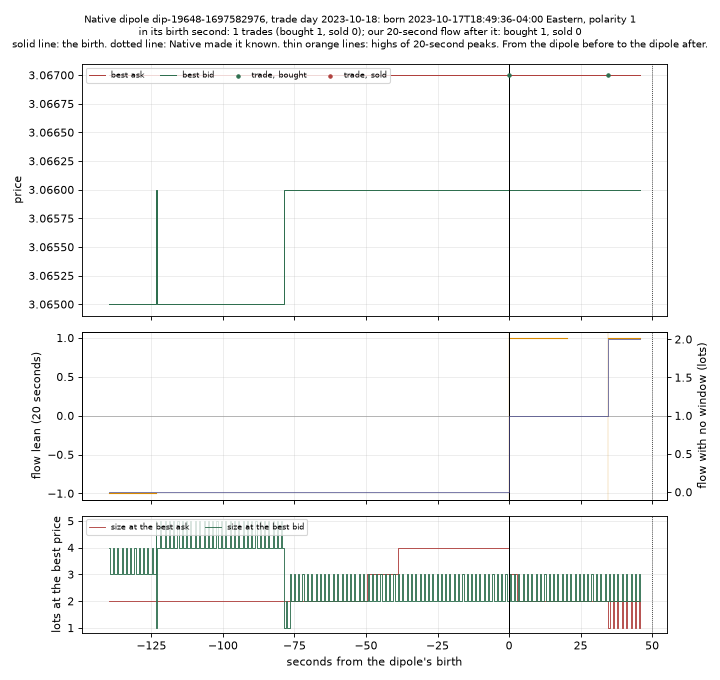 Native dipole dip-19648-1697582976, trade day 2023-10-18: born 2023-10-17T18:49:36-04:00 Eastern, polarity 1
in its birth second: 1 trades (bought 1, sold 0); our 20-second flow after it: bought 1, sold 0
solid line: the birth. dotted line: Native made it known. thin orange lines: highs of 20-second peaks. From the dipole before to the dipole after.
best ask best bid trade, bought trade, sold
3.06700
3.06675
3.06650
3.06625
3.06600
3.06575
3.06550
3.06525
3.06500
price
1.0
0.5
0.0
−0.5
−1.0
flow lean (20 seconds)
2.0
1.5
1.0
0.5
0.0
flow with no window (lots)
size at the best ask size at the best bid
5
4
3
2
1
lots at the best price
−125 −100 −75 −50 −25 0 25 50
seconds from the dipole's birth